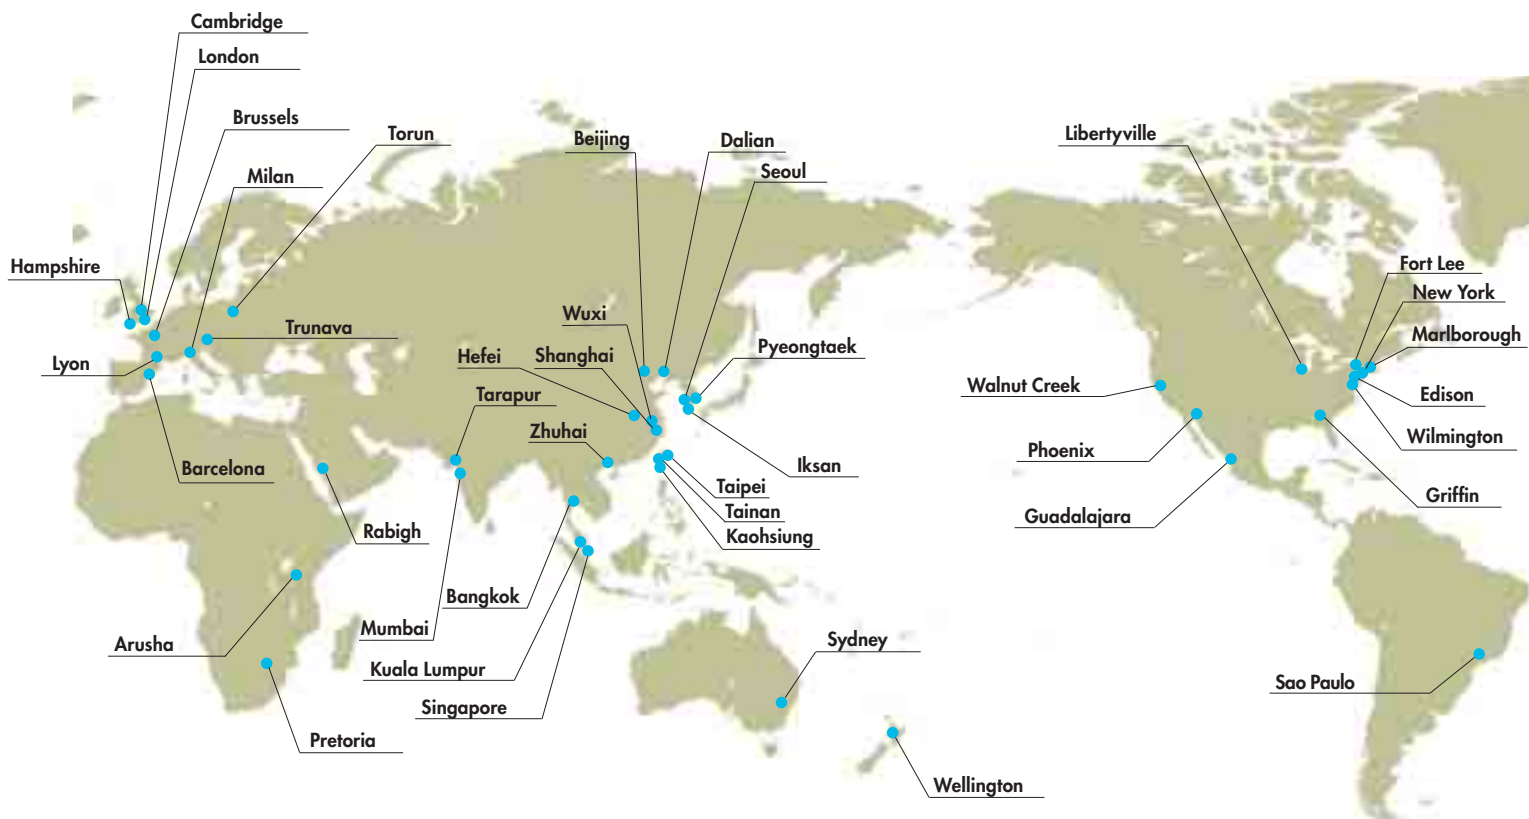 Cambridge
London
Brussels
Torun
Milan
Hampshire
Trunava
Lyon
Barcelona
Rabigh
Arusha
Pretoria
Beijing
Dalian
Seoul
Wuxi
Hefei
Shanghai
Pyeongtaek
Tarapur
Zhuhai
Iksan
Taipei
Tainan
Kaohsiung
Bangkok
Mumbai
Kuala Lumpur
Singapore
Sydney
Wellington
Libertyville
Fort Lee
New York
Marlborough
Walnut Creek
Edison
Wilmington
Phoenix
Griffin
Guadalajara
Sao Paulo